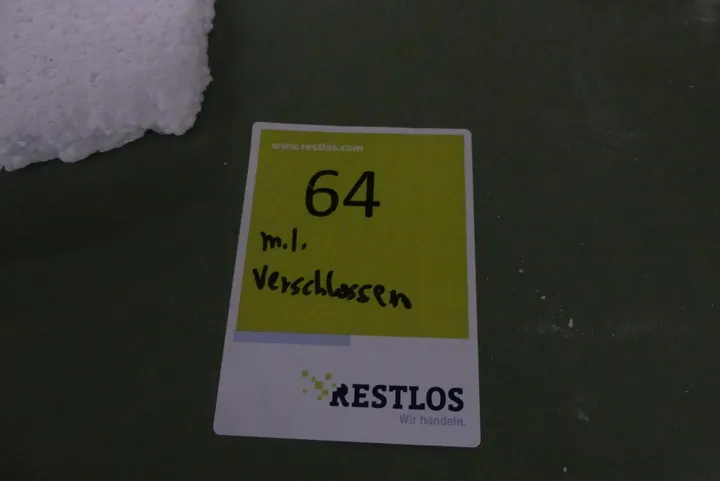 www.restlos.com
64
m.l.
verschlossen
RESTLOS
Wir handeln.